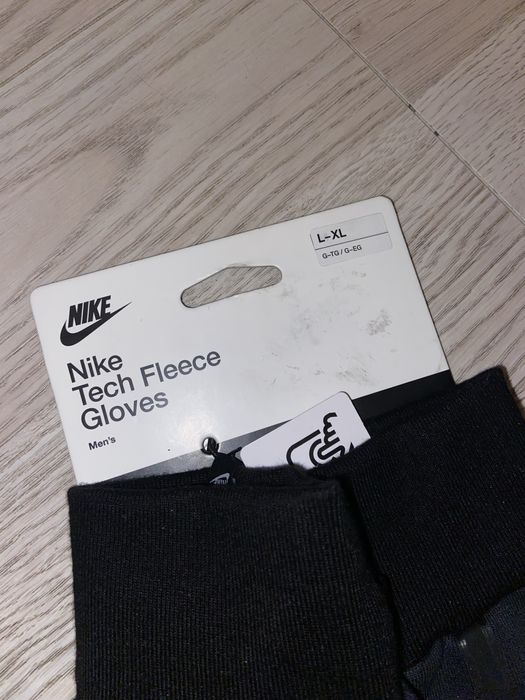 L–XL
G–TG / G–EG
NIKE
Nike
Tech Fleece
Gloves
Men's